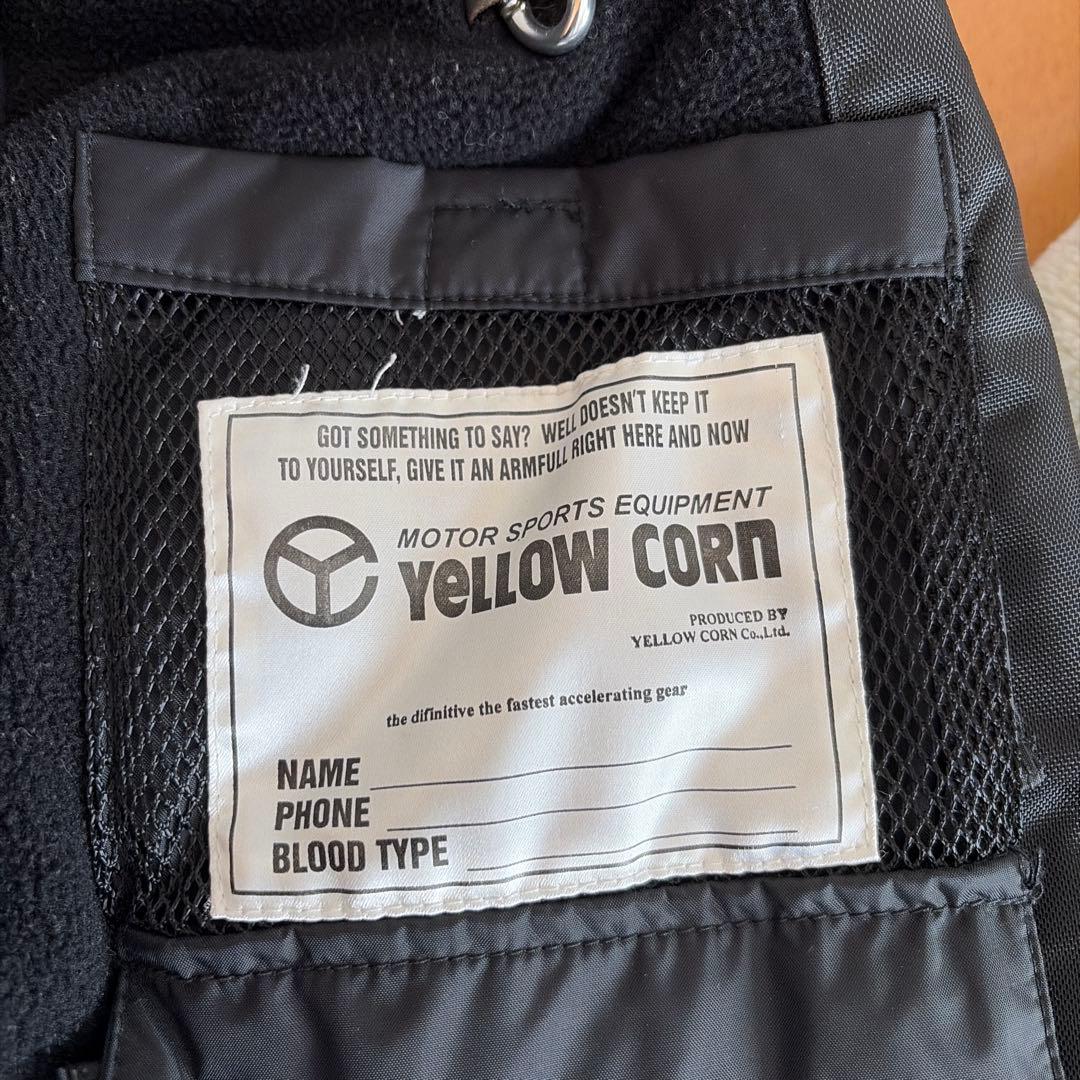 GOT SOMETHING TO SAY? WELL DOESN'T KEEP IT
TO YOURSELF, GIVE IT AN ARMFULL RIGHT HERE AND NOW
MOTOR SPORTS EQUIPMENT
YeLLOW CORn
PRODUCED BY
YELLOW CORN Co.,Ltd.
the difinitive the fastest accelerating gear
NAME
PHONE
BLOOD TYPE